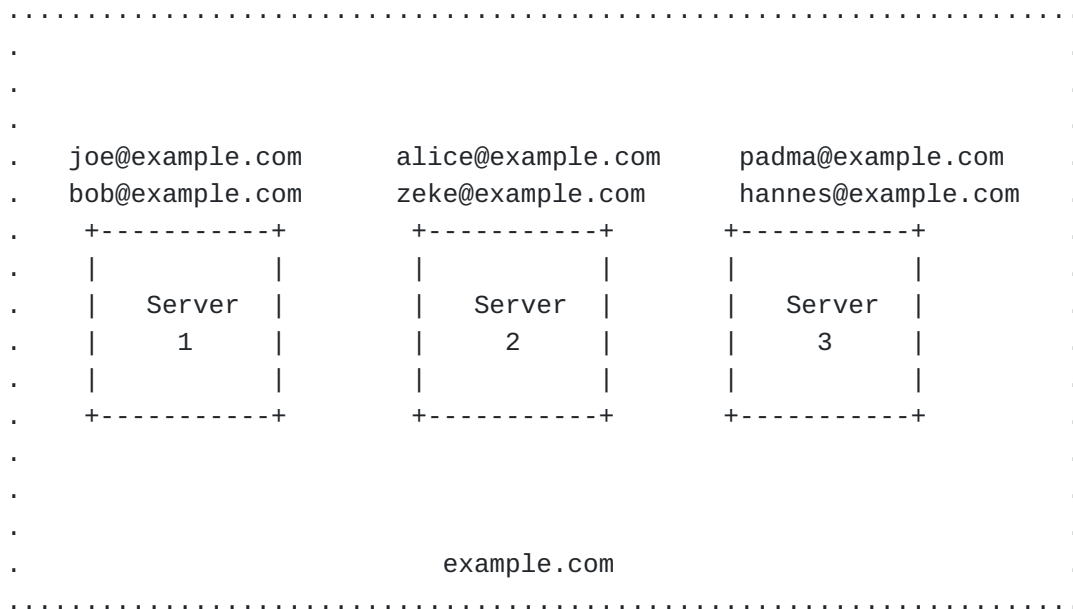 .....................................................................
.
.
.
. joe@example.com alice@example.com padma@example.com
. bob@example.com zeke@example.com hannes@example.com
. +-----------+ +-----------+ +-----------+
. | | | | | |
. | Server | | Server | | Server |
. | 1 | | 2 | | 3 |
. | | | | | |
. +-----------+ +-----------+ +-----------+
.
.
.
. example.com
.....................................................................